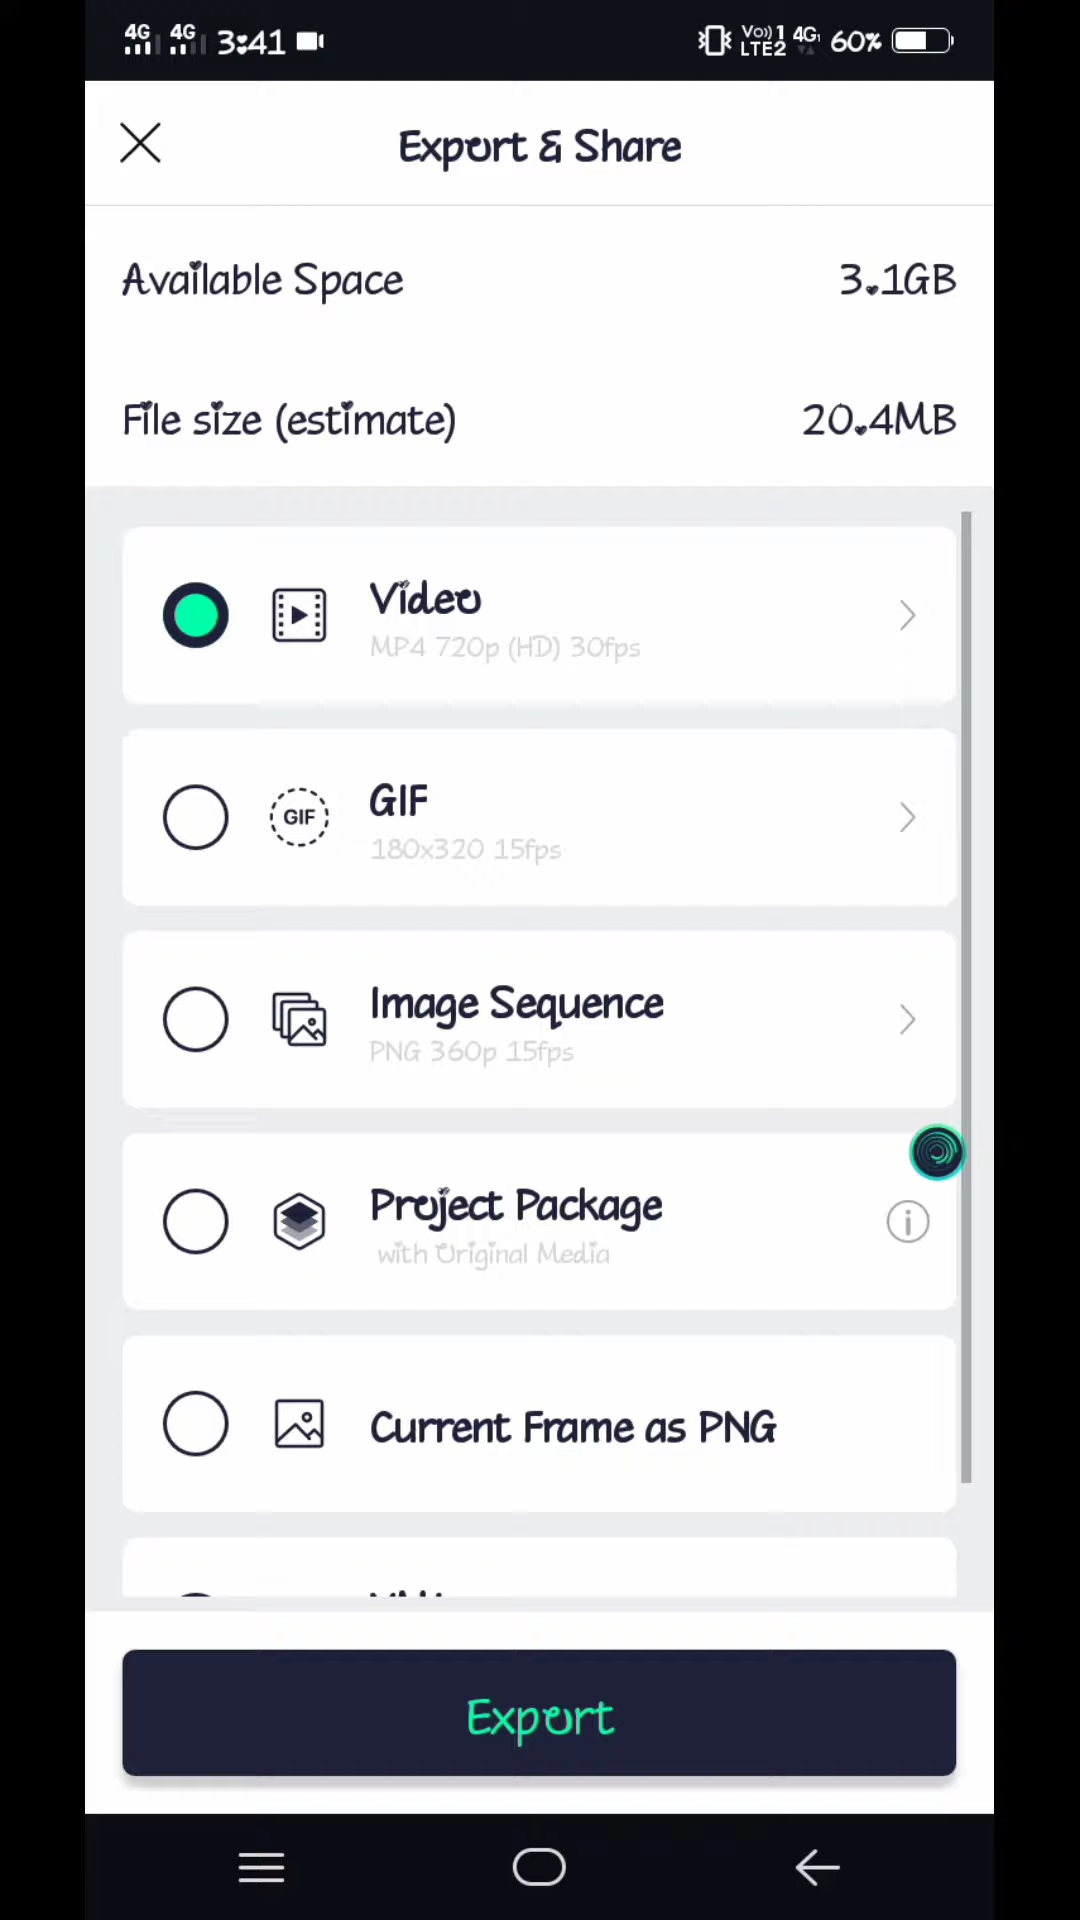 4G 4G 3:41 Vo)) 1 LTE2 4G 60%
Export & Share
Available Space 3.1GB
File size (estimate) 20.4MB
Video
MP4 720p (HD) 30fps
GIF GIF
180x320 15fps
Image Sequence
PNG 360p 15fps
Project Package
with Original Media
Current Frame as PNG
Export